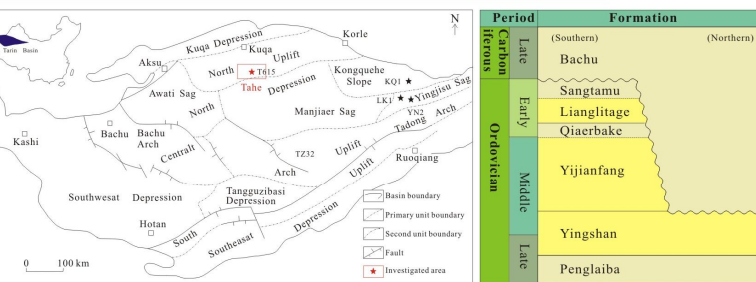 Tarin Basin
N
Kuqa Depression
Kuqa
Korle
Aksu
North Uplift
T615
Tahe
Depression
Kongquehe
Slope
KQ1
Yingjisu Sag
LK1
YN2
Awati Sag
North
Manjiaer Sag
Tadong Arch
Kashi
Bachu
Bachu
Arch
Centralt
TZ32
Uplift
Arch
Ruoqiang
Uplift
Tangguzibasi
Depression
Southwesat Depression
Depression
Hotan
South
Southeasat
0 100 km
Basin boundary
Primary unit boundary
Second unit boundary
Fault
Investigated area
Period Formation
Carbon
iferous
Late
(Southern) (Northern)
Bachu
Ordovician
Early
Sangtamu
Lianglitage
Qiaerbake
Middle
Yijianfang
Late
Yingshan
Penglaiba